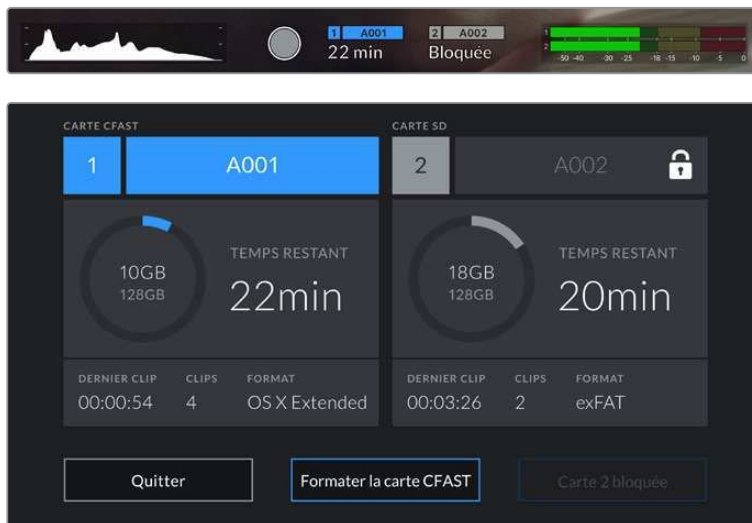 1 A001
22 min
2 A002
Bloquée
1
2
-50 -40 -30 -25 -18 -15 -10 -5 0
CARTE CFAST
1 A001
10GB
128GB
TEMPS RESTANT
22min
DERNIER CLIP CLIPS FORMAT
00:00:54 4 OS X Extended
CARTE SD
2 A002
18GB
128GB
TEMPS RESTANT
20min
DERNIER CLIP CLIPS FORMAT
00:03:26 2 exFAT
Quitter
Formater la carte CFAST
Carte 2 bloquée